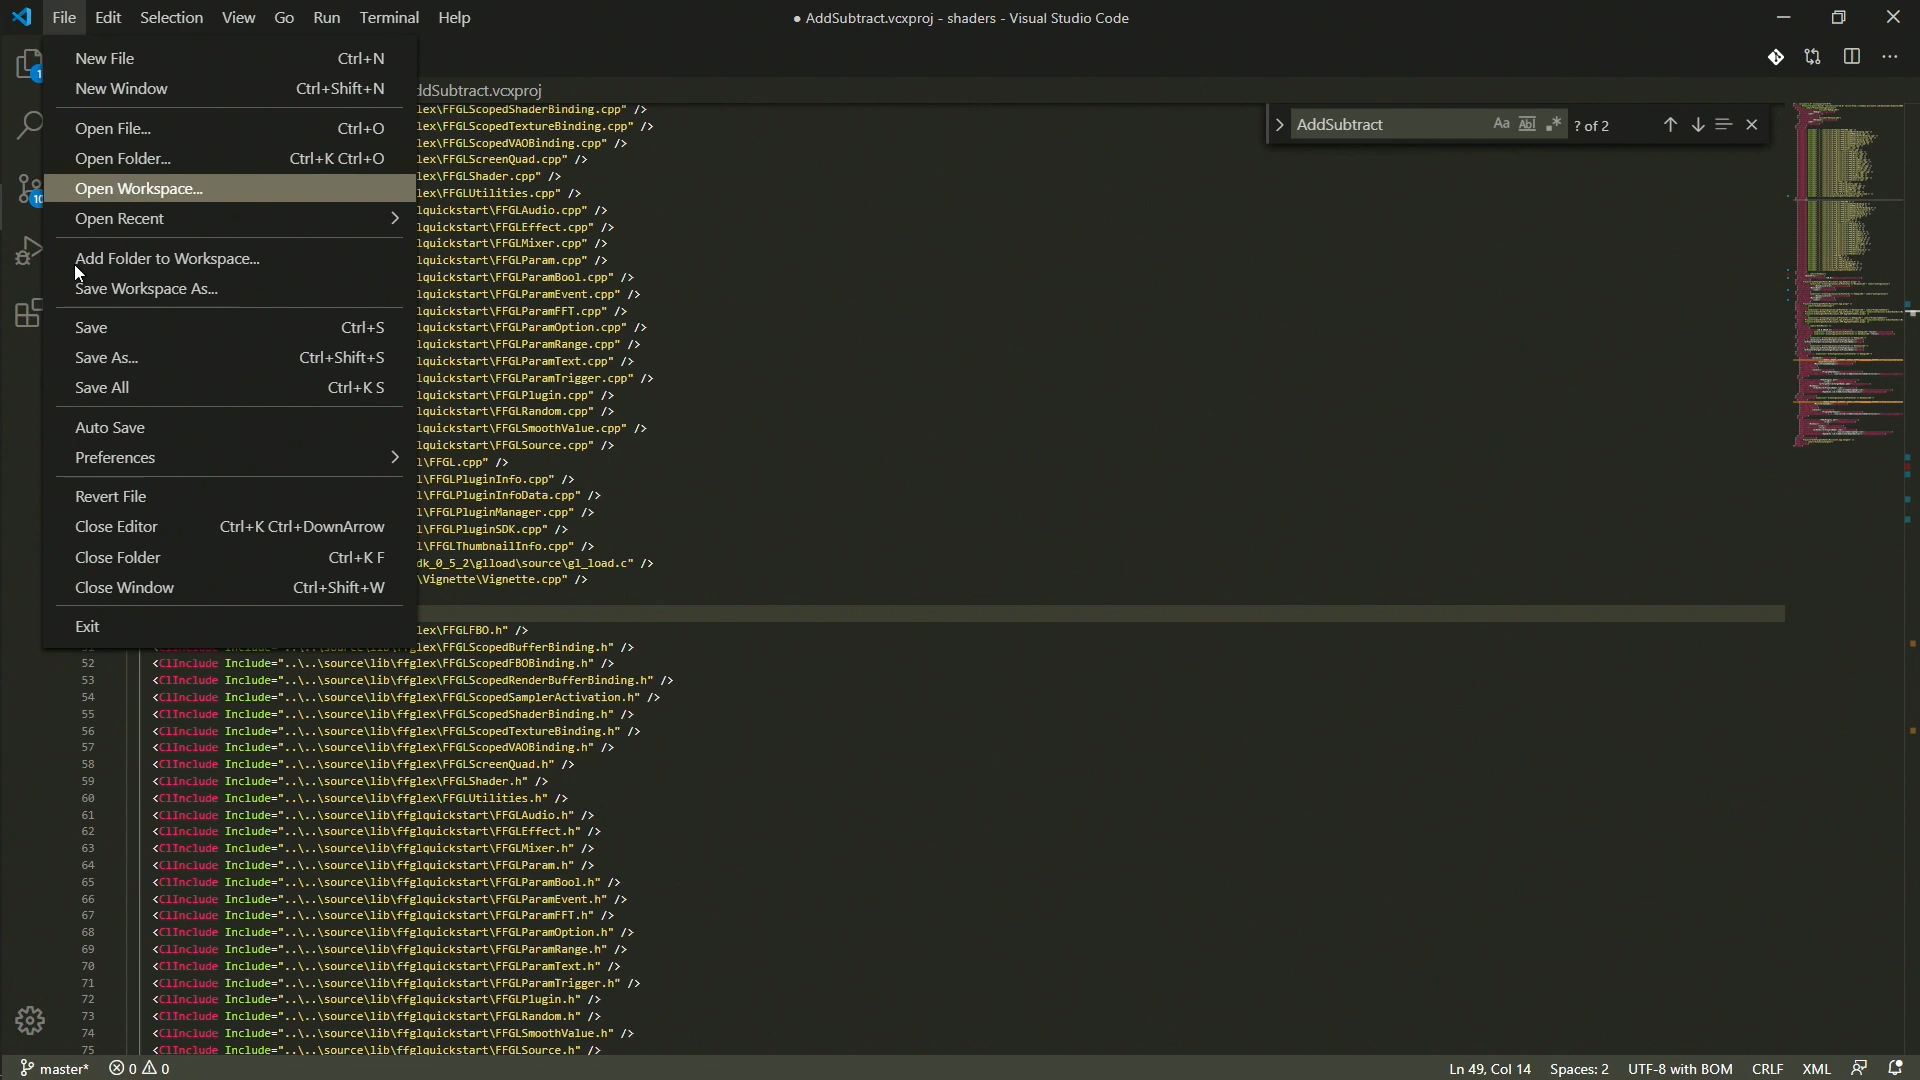 File Edit Selection View Go Run Terminal Help
● AddSubtract.vcxproj - shaders - Visual Studio Code
New File Ctrl+N
New Window Ctrl+Shift+N
Open File... Ctrl+O
Open Folder... Ctrl+K Ctrl+O
Open Workspace...
Open Recent
Add Folder to Workspace...
Save Workspace As...
Save Ctrl+S
Save As... Ctrl+Shift+S
Save All Ctrl+K S
Auto Save
Preferences
Revert File
Close Editor Ctrl+K Ctrl+DownArrow
Close Folder Ctrl+K F
Close Window Ctrl+Shift+W
Exit
1
10
ddSubtract.vcxproj
AddSubtract Aa Abl .* ? of 2
lex\FFGLScopedShaderBinding.cpp" />
lex\FFGLScopedTextureBinding.cpp" />
lex\FFGLScopedVAOBinding.cpp" />
lex\FFGLScreenQuad.cpp" />
lex\FFGLShader.cpp" />
lex\FFGLUtilities.cpp" />
lquickstart\FFGLAudio.cpp" />
lquickstart\FFGLEffect.cpp" />
lquickstart\FFGLMixer.cpp" />
lquickstart\FFGLParam.cpp" />
lquickstart\FFGLParamBool.cpp" />
lquickstart\FFGLParamEvent.cpp" />
lquickstart\FFGLParamFFT.cpp" />
lquickstart\FFGLParamOption.cpp" />
lquickstart\FFGLParamRange.cpp" />
lquickstart\FFGLParamText.cpp" />
lquickstart\FFGLParamTrigger.cpp" />
lquickstart\FFGLPlugin.cpp" />
lquickstart\FFGLRandom.cpp" />
lquickstart\FFGLSmoothValue.cpp" />
lquickstart\FFGLSource.cpp" />
l\FFGL.cpp" />
l\FFGLPluginInfo.cpp" />
l\FFGLPluginInfoData.cpp" />
l\FFGLPluginManager.cpp" />
l\FFGLPluginSDK.cpp" />
l\FFGLThumbnailInfo.cpp" />
dk_0_5_2\glload\source\gl_load.c" />
\Vignette\Vignette.cpp" />
lex\FFGLFBO.h" />
glex\FFGLScopedBufferBinding.h" />
52 <ClInclude Include="..\..\source\lib\ffglex\FFGLScopedFBOBinding.h" />
53 <ClInclude Include="..\..\source\lib\ffglex\FFGLScopedRenderBufferBinding.h" />
54 <ClInclude Include="..\..\source\lib\ffglex\FFGLScopedSamplerActivation.h" />
55 <ClInclude Include="..\..\source\lib\ffglex\FFGLScopedShaderBinding.h" />
56 <ClInclude Include="..\..\source\lib\ffglex\FFGLScopedTextureBinding.h" />
57 <ClInclude Include="..\..\source\lib\ffglex\FFGLScopedVAOBinding.h" />
58 <ClInclude Include="..\..\source\lib\ffglex\FFGLScreenQuad.h" />
59 <ClInclude Include="..\..\source\lib\ffglex\FFGLShader.h" />
60 <ClInclude Include="..\..\source\lib\ffglex\FFGLUtilities.h" />
61 <ClInclude Include="..\..\source\lib\ffglquickstart\FFGLAudio.h" />
62 <ClInclude Include="..\..\source\lib\ffglquickstart\FFGLEffect.h" />
63 <ClInclude Include="..\..\source\lib\ffglquickstart\FFGLMixer.h" />
64 <ClInclude Include="..\..\source\lib\ffglquickstart\FFGLParam.h" />
65 <ClInclude Include="..\..\source\lib\ffglquickstart\FFGLParamBool.h" />
66 <ClInclude Include="..\..\source\lib\ffglquickstart\FFGLParamEvent.h" />
67 <ClInclude Include="..\..\source\lib\ffglquickstart\FFGLParamFFT.h" />
68 <ClInclude Include="..\..\source\lib\ffglquickstart\FFGLParamOption.h" />
69 <ClInclude Include="..\..\source\lib\ffglquickstart\FFGLParamRange.h" />
70 <ClInclude Include="..\..\source\lib\ffglquickstart\FFGLParamText.h" />
71 <ClInclude Include="..\..\source\lib\ffglquickstart\FFGLParamTrigger.h" />
72 <ClInclude Include="..\..\source\lib\ffglquickstart\FFGLPlugin.h" />
73 <ClInclude Include="..\..\source\lib\ffglquickstart\FFGLRandom.h" />
74 <ClInclude Include="..\..\source\lib\ffglquickstart\FFGLSmoothValue.h" />
75 <ClInclude Include="..\..\source\lib\ffglquickstart\FFGLSource.h" />
master* 0 0 Ln 49, Col 14 Spaces: 2 UTF-8 with BOM CRLF XML